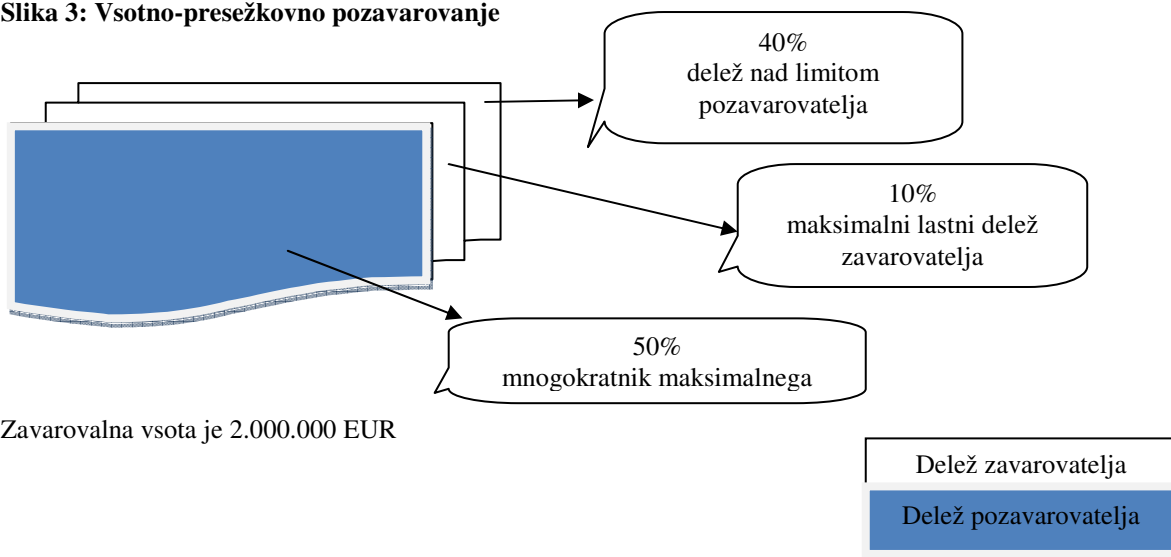 Slika 3: Vsotno-presežkovno pozavarovanje
40%
delež nad limitom
pozavarovatelja
10%
maksimalni lastni delež
zavarovatelja
50%
mnogokratnik maksimalnega
Zavarovalna vsota je 2.000.000 EUR
Delež zavarovatelja
Delež pozavarovatelja